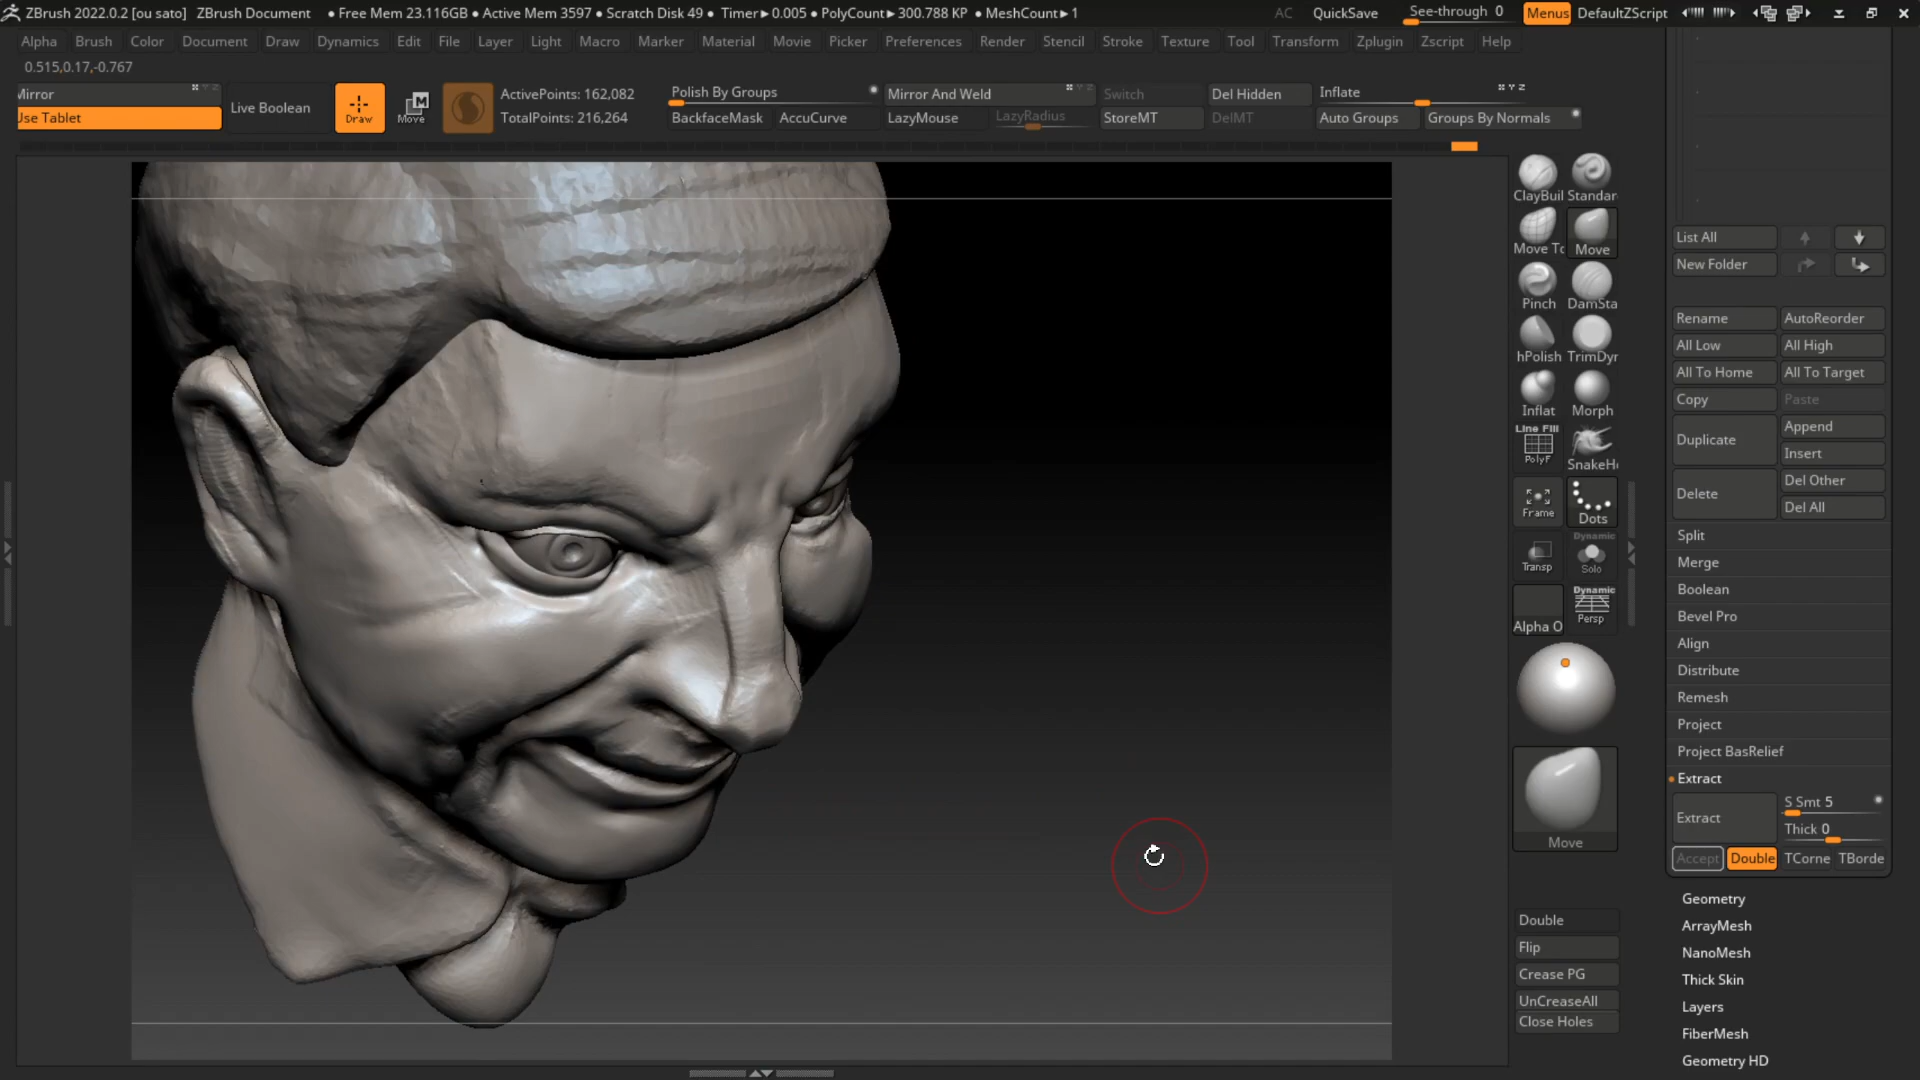 ZBrush 2022.0.2 [ou sato] ZBrush Document • Free Mem 23.116GB • Active Mem 3597 • Scratch Disk 49 • Timer▸0.005 • PolyCount▸300.788 KP • MeshCount▸1 AC QuickSave See-through 0 Menus DefaultZScript
Alpha Brush Color Document Draw Dynamics Edit File Layer Light Macro Marker Material Movie Picker Preferences Render Stencil Stroke Texture Tool Transform Zplugin Zscript Help
0.515,0.17,-0.767
Mirror
Use Tablet
Live Boolean
Draw
Move
ActivePoints: 162,082
TotalPoints: 216,264
Polish By Groups
BackfaceMask AccuCurve
Mirror And Weld
LazyMouse LazyRadius
Switch
StoreMT
Del Hidden
DelMT
Inflate
Auto Groups Groups By Normals
ClayBuil Standar
Move To Move
Pinch DamSta
hPolish TrimDyr
Inflat Morph
Line Fill
PolyF SnakeH
Frame Dots
Dynamic
Transp Solo
Dynamic
Alpha O Persp
Move
Double
Flip
Crease PG
UnCreaseAll
Close Holes
List All
New Folder
Rename AutoReorder
All Low All High
All To Home All To Target
Copy Paste
Duplicate Append
Insert
Delete Del Other
Del All
Split
Merge
Boolean
Bevel Pro
Align
Distribute
Remesh
Project
Project BasRelief
Extract
Extract S Smt 5
Thick 0
Accept Double TCorne TBorde
Geometry
ArrayMesh
NanoMesh
Thick Skin
Layers
FiberMesh
Geometry HD